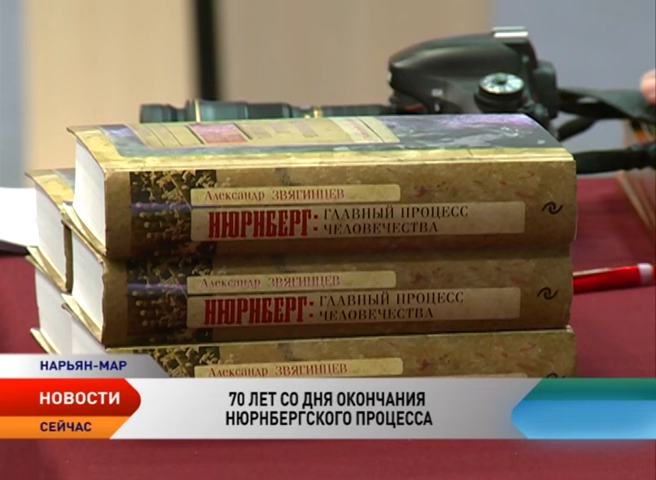 Александр ЗВЯГИНЦЕВ
НЮРНБЕРГ: ГЛАВНЫЙ ПРОЦЕСС
ЧЕЛОВЕЧЕСТВА
Александр ЗВЯГИНЦЕВ
НЮРНБЕРГ: ГЛАВНЫЙ ПРОЦЕСС
ЧЕЛОВЕЧЕСТВА
Александр ЗВЯГИНЦЕВ
НАРЬЯН-МАР
НОВОСТИ
СЕЙЧАС
70 ЛЕТ СО ДНЯ ОКОНЧАНИЯ
НЮРНБЕРГСКОГО ПРОЦЕССА